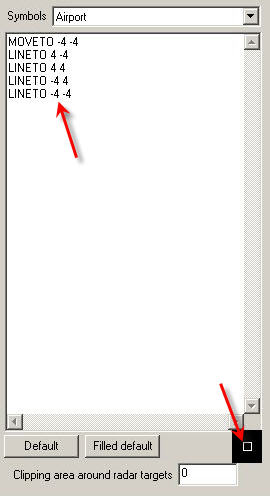 Symbols Airport
MOVETO -4 -4
LINETO 4 -4
LINETO 4 4
LINETO -4 4
LINETO -4 -4
Default Filled default
Clipping area around radar targets 0